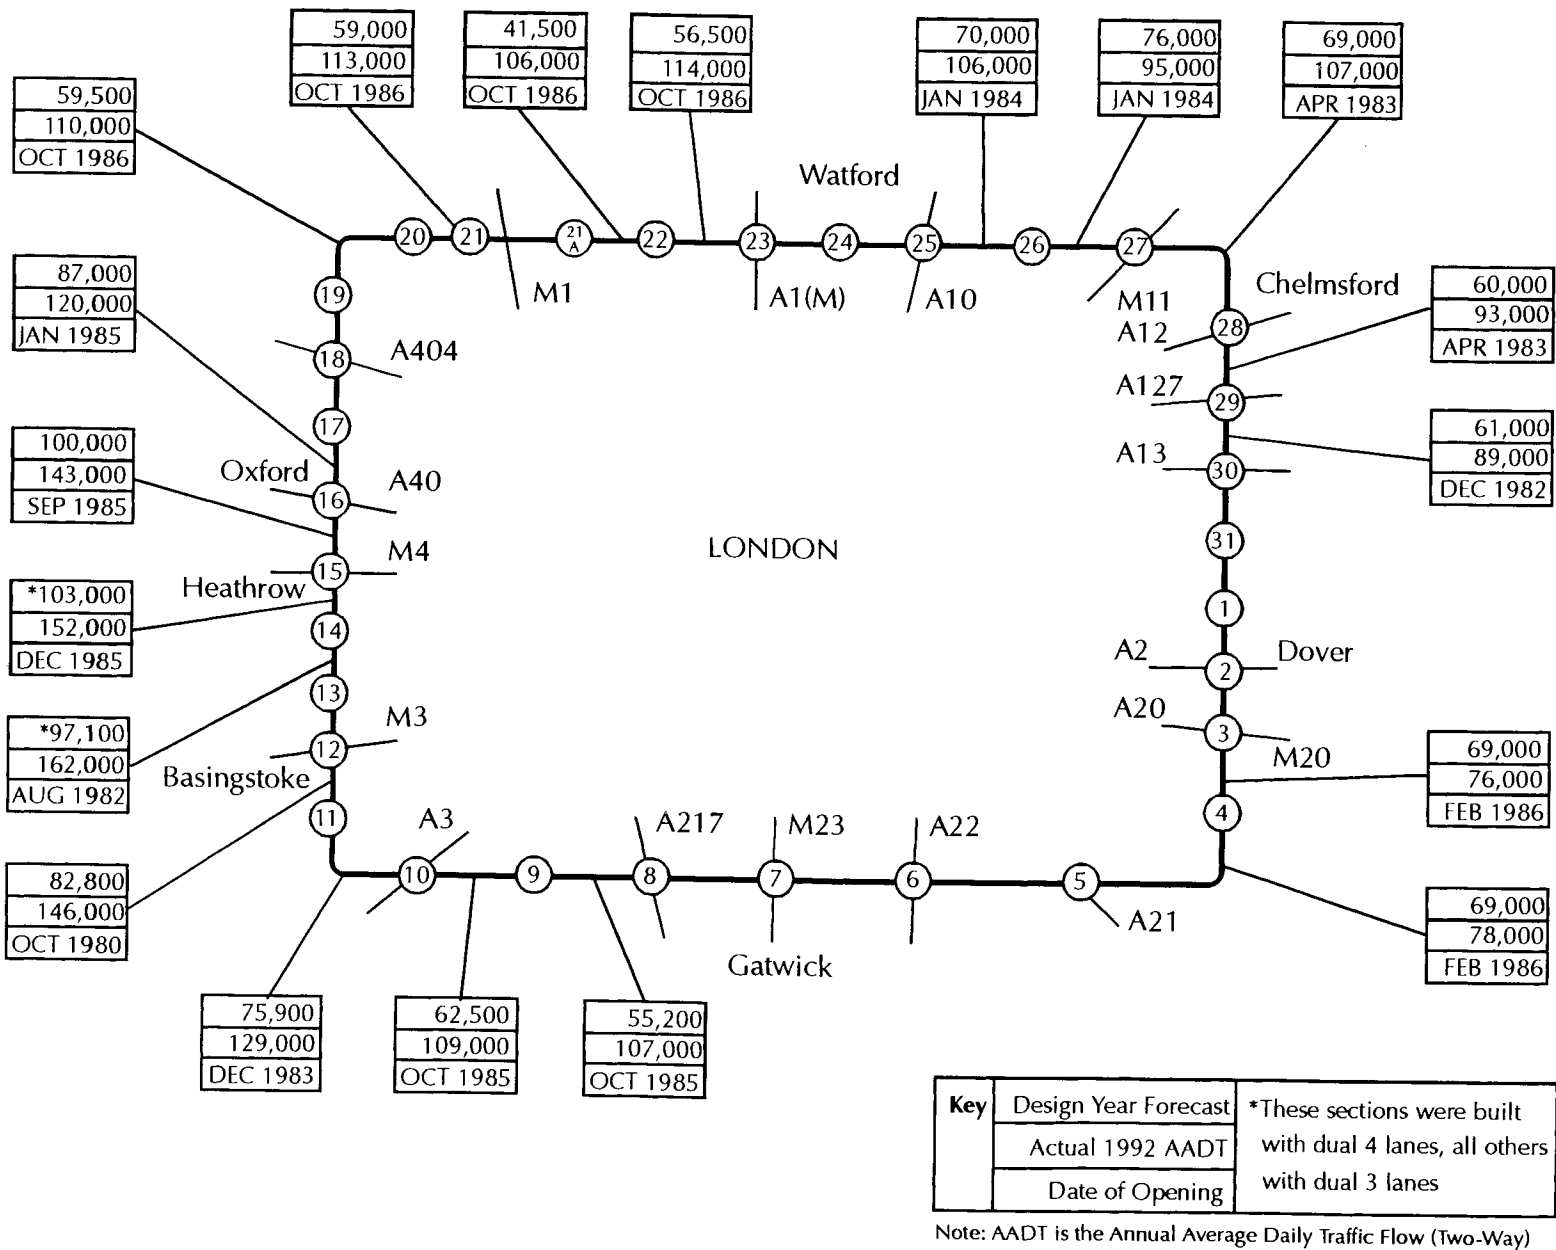 59,000
113,000
OCT 1986
41,500
106,000
OCT 1986
56,500
114,000
OCT 1986
70,000
106,000
JAN 1984
76,000
95,000
JAN 1984
69,000
107,000
APR 1983
59,500
110,000
OCT 1986
Watford
20
21
21 A
22
23
24
25
26
27
M1
A1(M)
A10
M11
87,000
120,000
JAN 1985
19
18
A404
17
Chelmsford
A12
28
60,000
93,000
APR 1983
A127
29
100,000
143,000
SEP 1985
Oxford
16
A40
A13
30
61,000
89,000
DEC 1982
LONDON
M4
15
Heathrow
31
*103,000
152,000
DEC 1985
14
1
A2
2
Dover
13
*97,100
162,000
AUG 1982
M3
12
Basingstoke
A20
3
M20
69,000
76,000
FEB 1986
11
4
A3
10
9
A217
8
M23
7
A22
6
5
A21
Gatwick
82,800
146,000
OCT 1980
69,000
78,000
FEB 1986
75,900
129,000
DEC 1983
62,500
109,000
OCT 1985
55,200
107,000
OCT 1985
Key
Design Year Forecast
Actual 1992 AADT
Date of Opening
*These sections were built
with dual 4 lanes, all others
with dual 3 lanes
Note: AADT is the Annual Average Daily Traffic Flow (Two-Way)